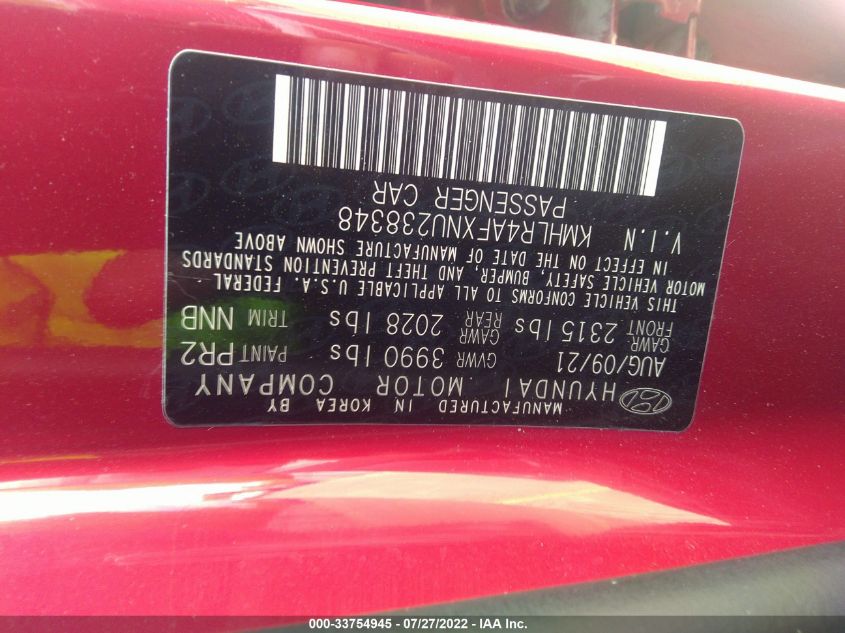 MANUFACTURED IN KOREA BY
HYUNDAI MOTOR COMPANY
AUG/09/21 GVWR 3990 lbs PAINT PR2
GAWR FRONT 2315 lbs GAWR REAR 2028 lbs TRIM NNB
THIS VEHICLE CONFORMS TO ALL APPLICABLE U.S.A. FEDERAL
MOTOR VEHICLE SAFETY, BUMPER, AND THEFT PREVENTION STANDARDS
IN EFFECT ON THE DATE OF MANUFACTURE SHOWN ABOVE
V.I.N KMHLR4AFXNU238348
PASSENGER CAR
000-33754945 - 07/27/2022 - IAA Inc.